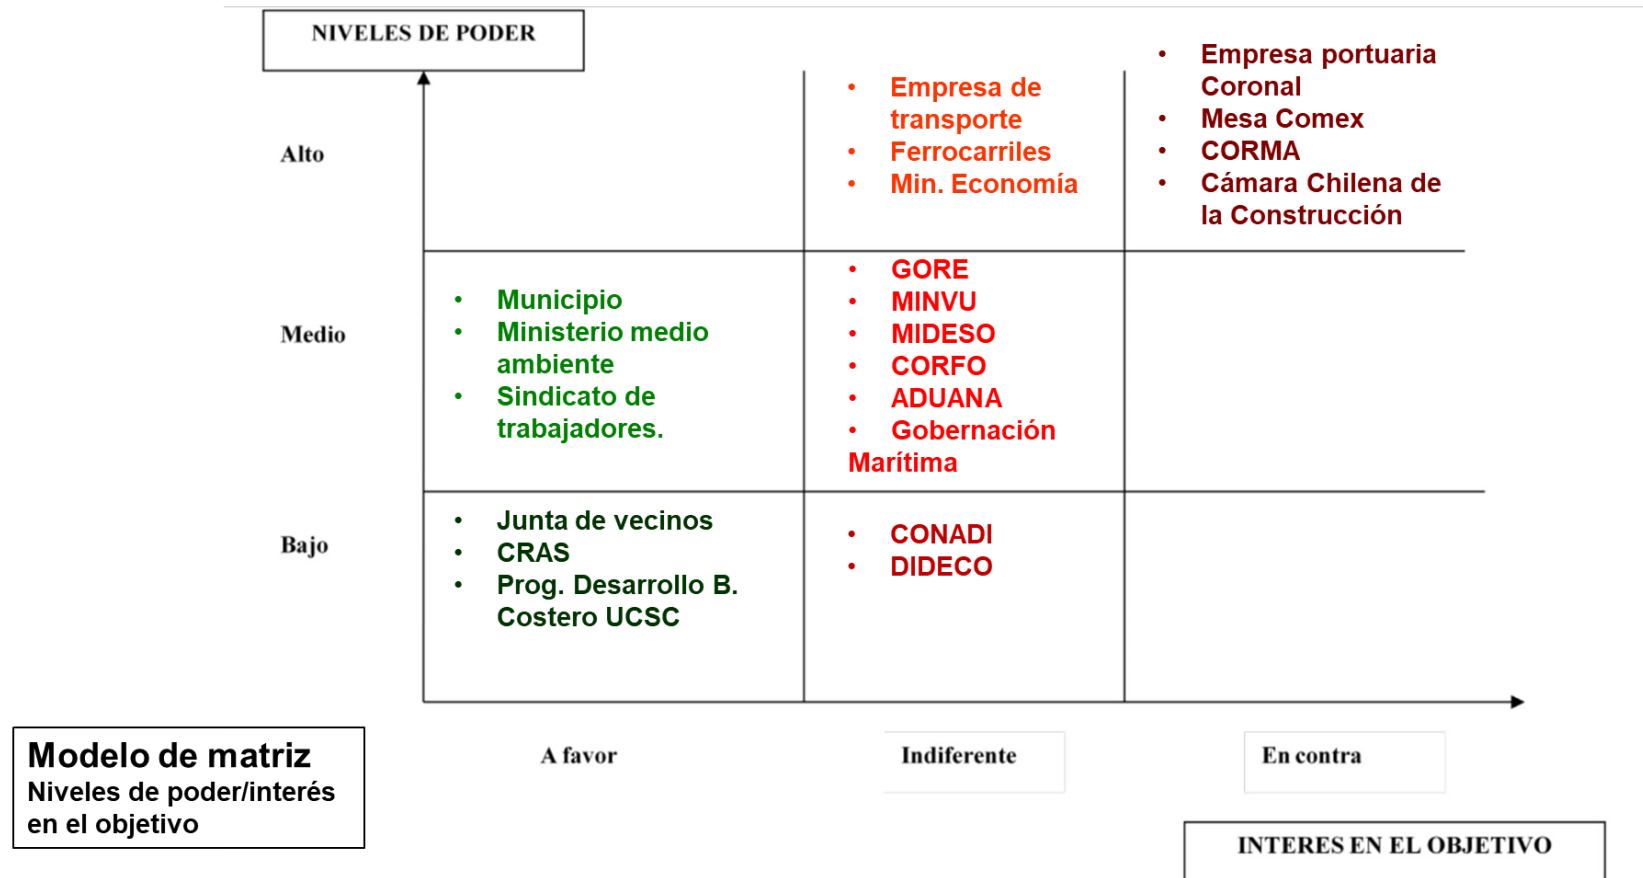 NIVELES DE PODER
Alto
• Empresa de
transporte
• Ferrocarriles
• Min. Economía
• Empresa portuaria
Coronal
• Mesa Comex
• CORMA
• Cámara Chilena de
la Construcción
Medio
• Municipio
• Ministerio medio
ambiente
• Sindicato de
trabajadores.
• GORE
• MINVU
• MIDESO
• CORFO
• ADUANA
• Gobernación
Marítima
Bajo
• Junta de vecinos
• CRAS
• Prog. Desarrollo B.
Costero UCSC
• CONADI
• DIDECO
A favor
Indiferente
En contra
Modelo de matriz
Niveles de poder/interés
en el objetivo
INTERES EN EL OBJETIVO